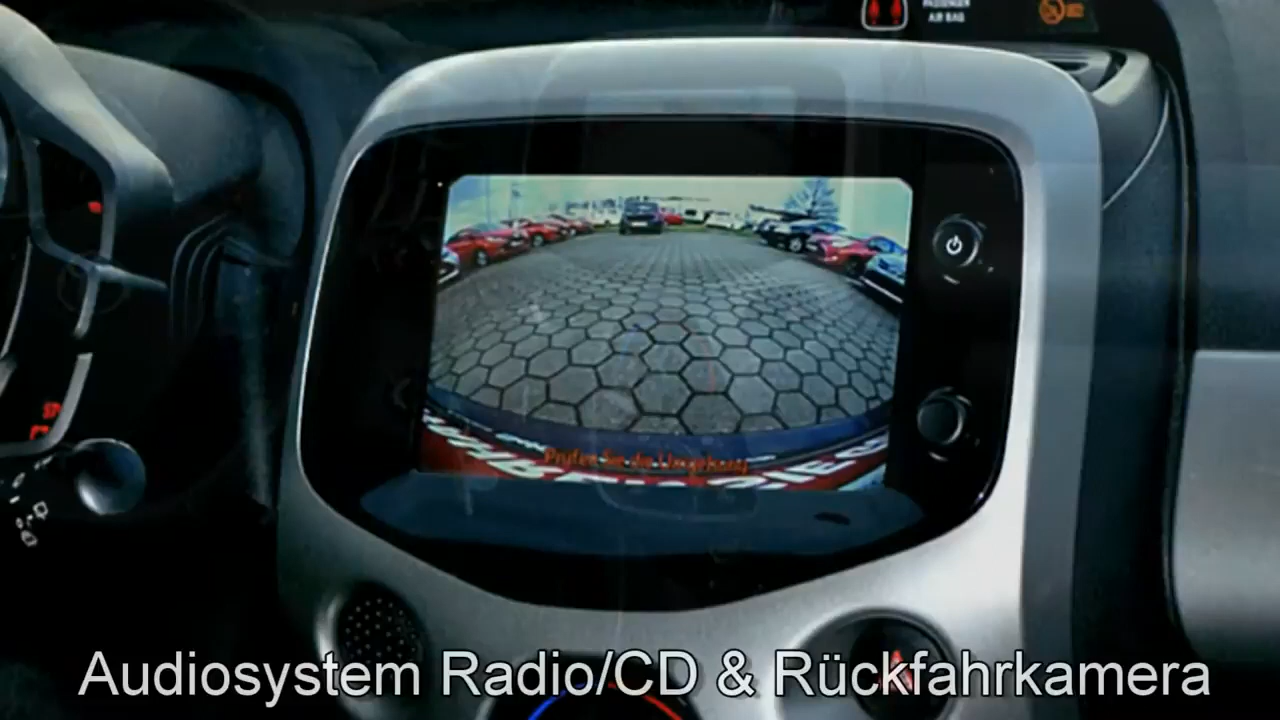 PASSENGER
AIR BAG
Prüfen Sie die Umgebung
Audiosystem Radio/CD & Rückfahrkamera